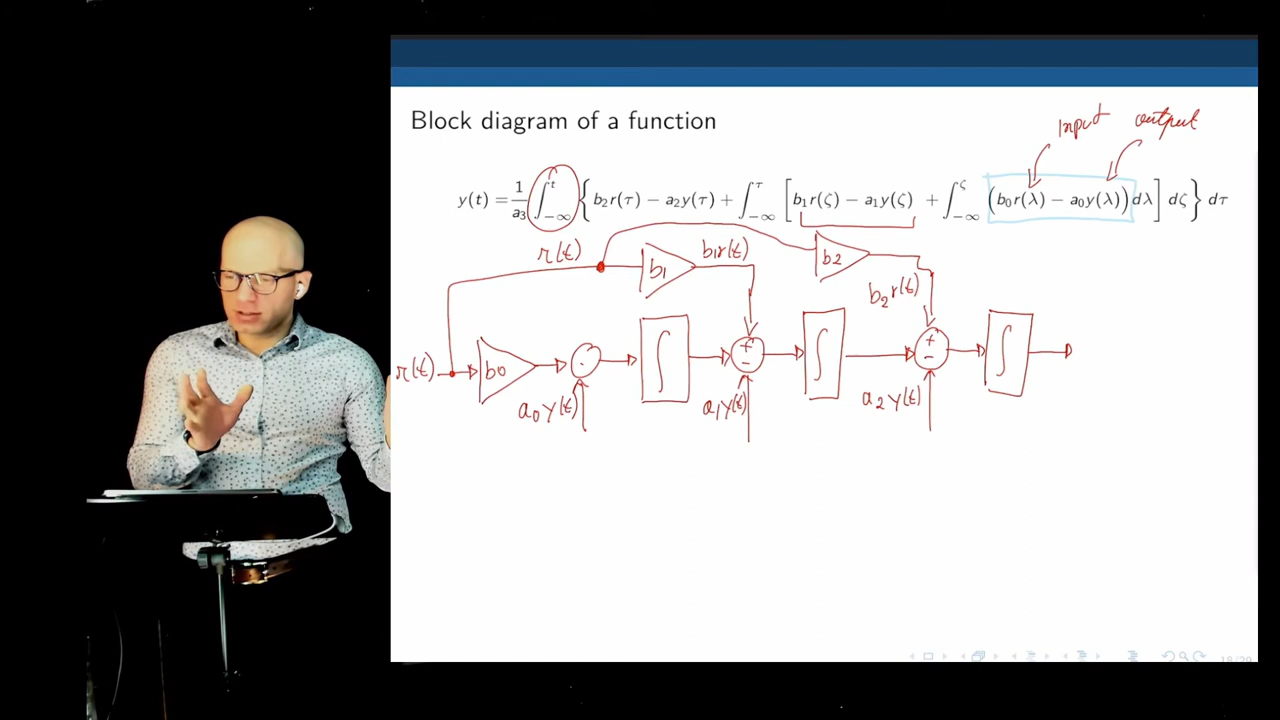 Block diagram of a function
input output
y(t) = 1/a₃ ∫_{-∞}^{t} { b₂r(τ) − a₂y(τ) + ∫_{-∞}^{τ} [ b₁r(ζ) − a₁y(ζ) + ∫_{-∞}^{ζ} (b₀r(λ) − a₀y(λ)) dλ ] dζ } dτ
r(t) b₁ b₁r(t) b₂
b₂r(t)
r(t) b₀ - ∫ + - ∫ + - ∫
a₀y(t) a₁y(t) a₂y(t)